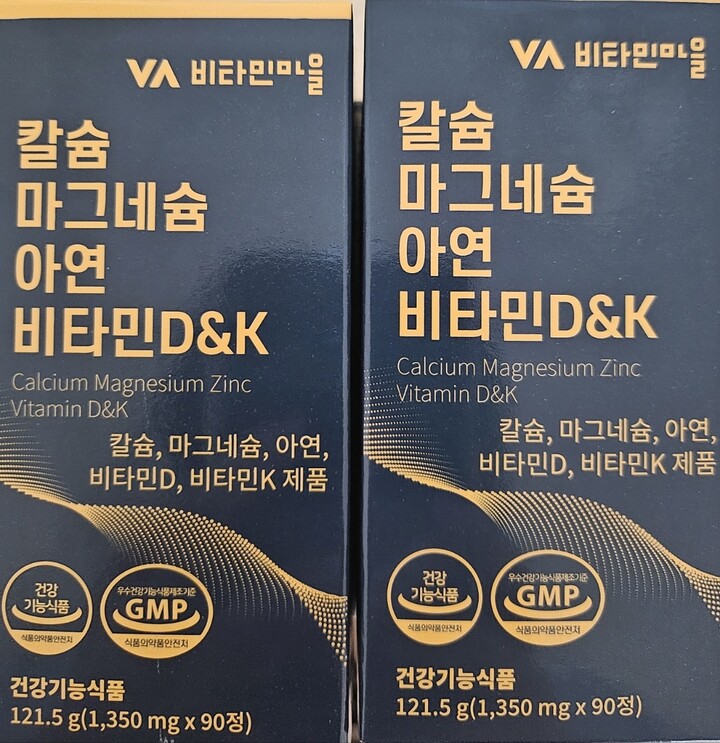 VA 비타민마을
칼슘
마그네슘
아연
비타민D&K
Calcium Magnesium Zinc
Vitamin D&K
칼슘, 마그네슘, 아연,
비타민D, 비타민K 제품
건강
기능식품
식품의약품안전처
우수건강기능식품제조기준
GMP
식품의약품안전처
건강기능식품
121.5 g(1,350 mg x 90정)
VA 비타민마을
칼슘
마그네슘
아연
비타민D&K
Calcium Magnesium Zinc
Vitamin D&K
칼슘, 마그네슘, 아연,
비타민D, 비타민K 제품
건강
기능식품
식품의약품안전처
우수건강기능식품제조기준
GMP
식품의약품안전처
건강기능식품
121.5 g(1,350 mg x 90정)